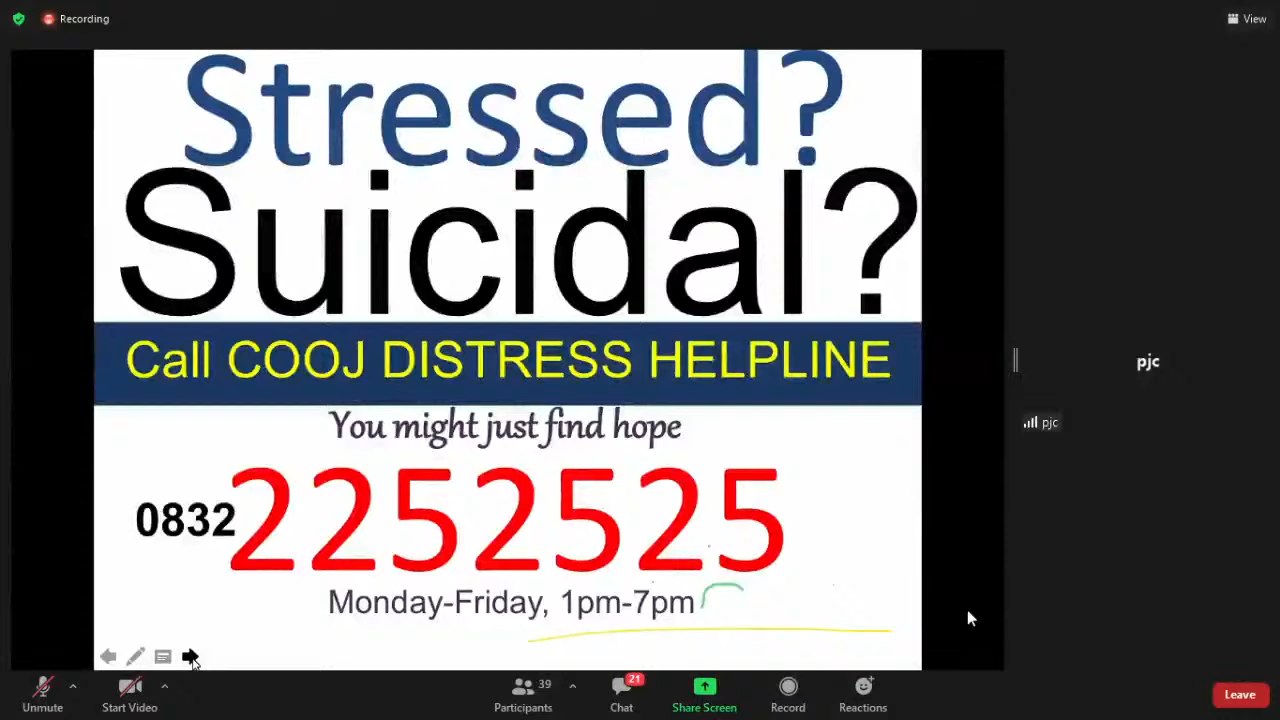 Recording
View
Stressed?
Suicidal?
Call COOJ DISTRESS HELPLINE
You might just find hope
0832 2252525
Monday-Friday, 1pm-7pm
pjc
pjc
Unmute
Start Video
39
Participants
21
Chat
Share Screen
Record
Reactions
Leave